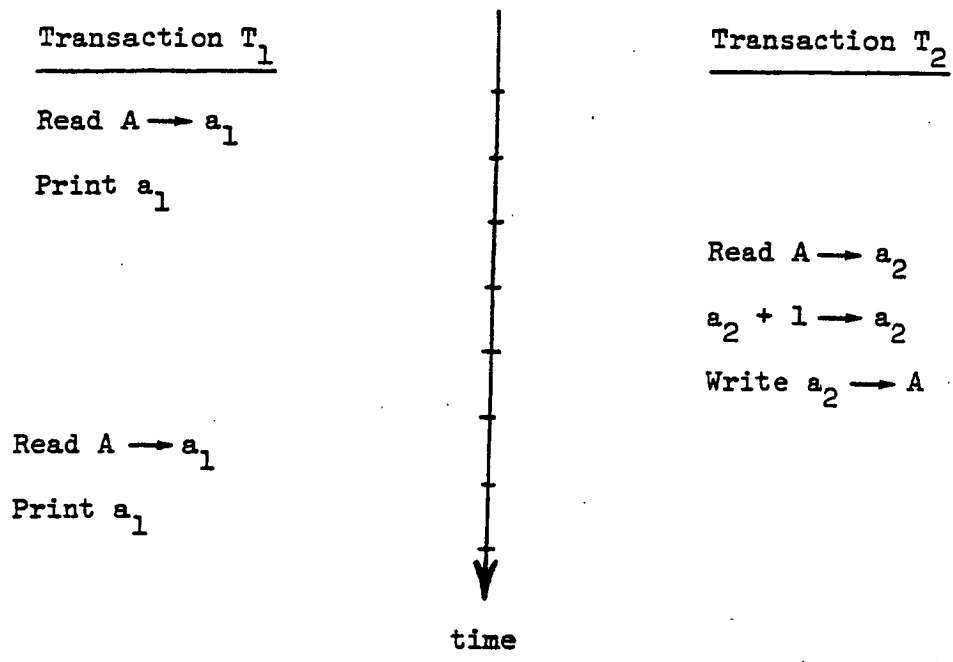 Transaction T₁
Read A → a₁
Print a₁
Read A → a₁
Print a₁
Transaction T₂
Read A → a₂
a₂ + 1 → a₂
Write a₂ → A
time